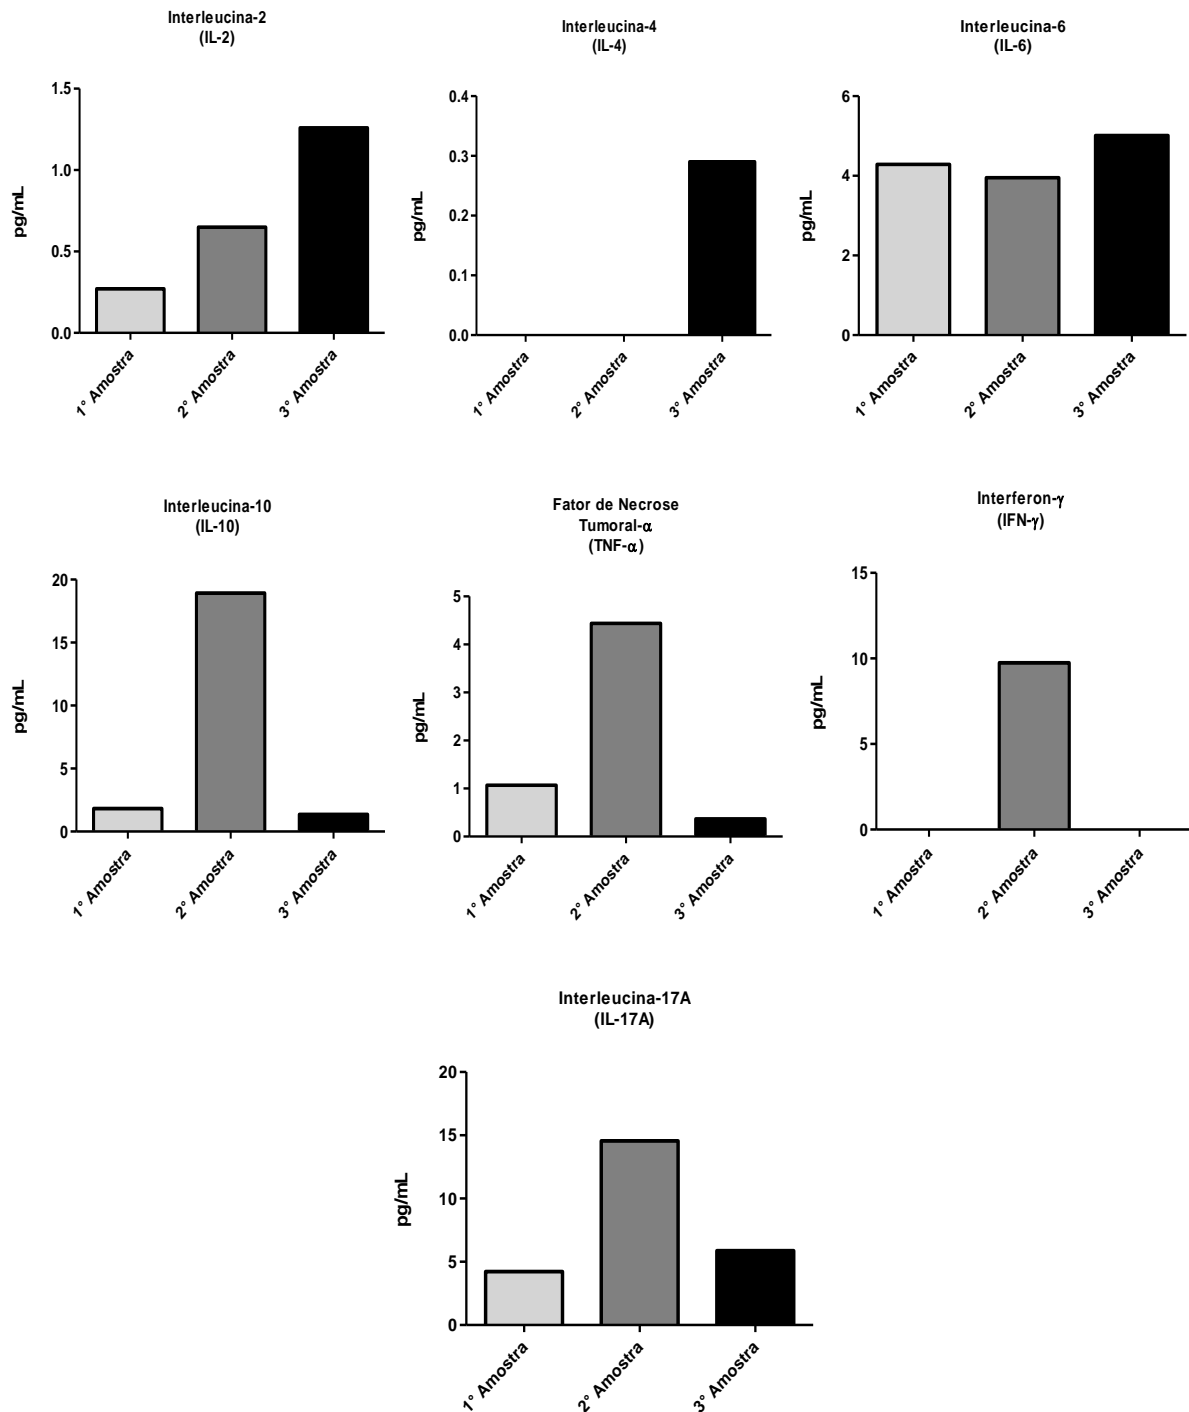 Interleucina-2
(IL-2)
pg/mL
1.5
1.0
0.5
0.0
1° Amostra
2° Amostra
3° Amostra
Interleucina-4
(IL-4)
pg/mL
0.4
0.3
0.2
0.1
0.0
1° Amostra
2° Amostra
3° Amostra
Interleucina-6
(IL-6)
pg/mL
6
4
2
0
1° Amostra
2° Amostra
3° Amostra
Interleucina-10
(IL-10)
pg/mL
20
15
10
5
0
1° Amostra
2° Amostra
3° Amostra
Fator de Necrose
Tumoral-α
(TNF-α)
pg/mL
5
4
3
2
1
0
1° Amostra
2° Amostra
3° Amostra
Interferon-γ
(IFN-γ)
pg/mL
15
10
5
0
1° Amostra
2° Amostra
3° Amostra
Interleucina-17A
(IL-17A)
pg/mL
20
15
10
5
0
1° Amostra
2° Amostra
3° Amostra